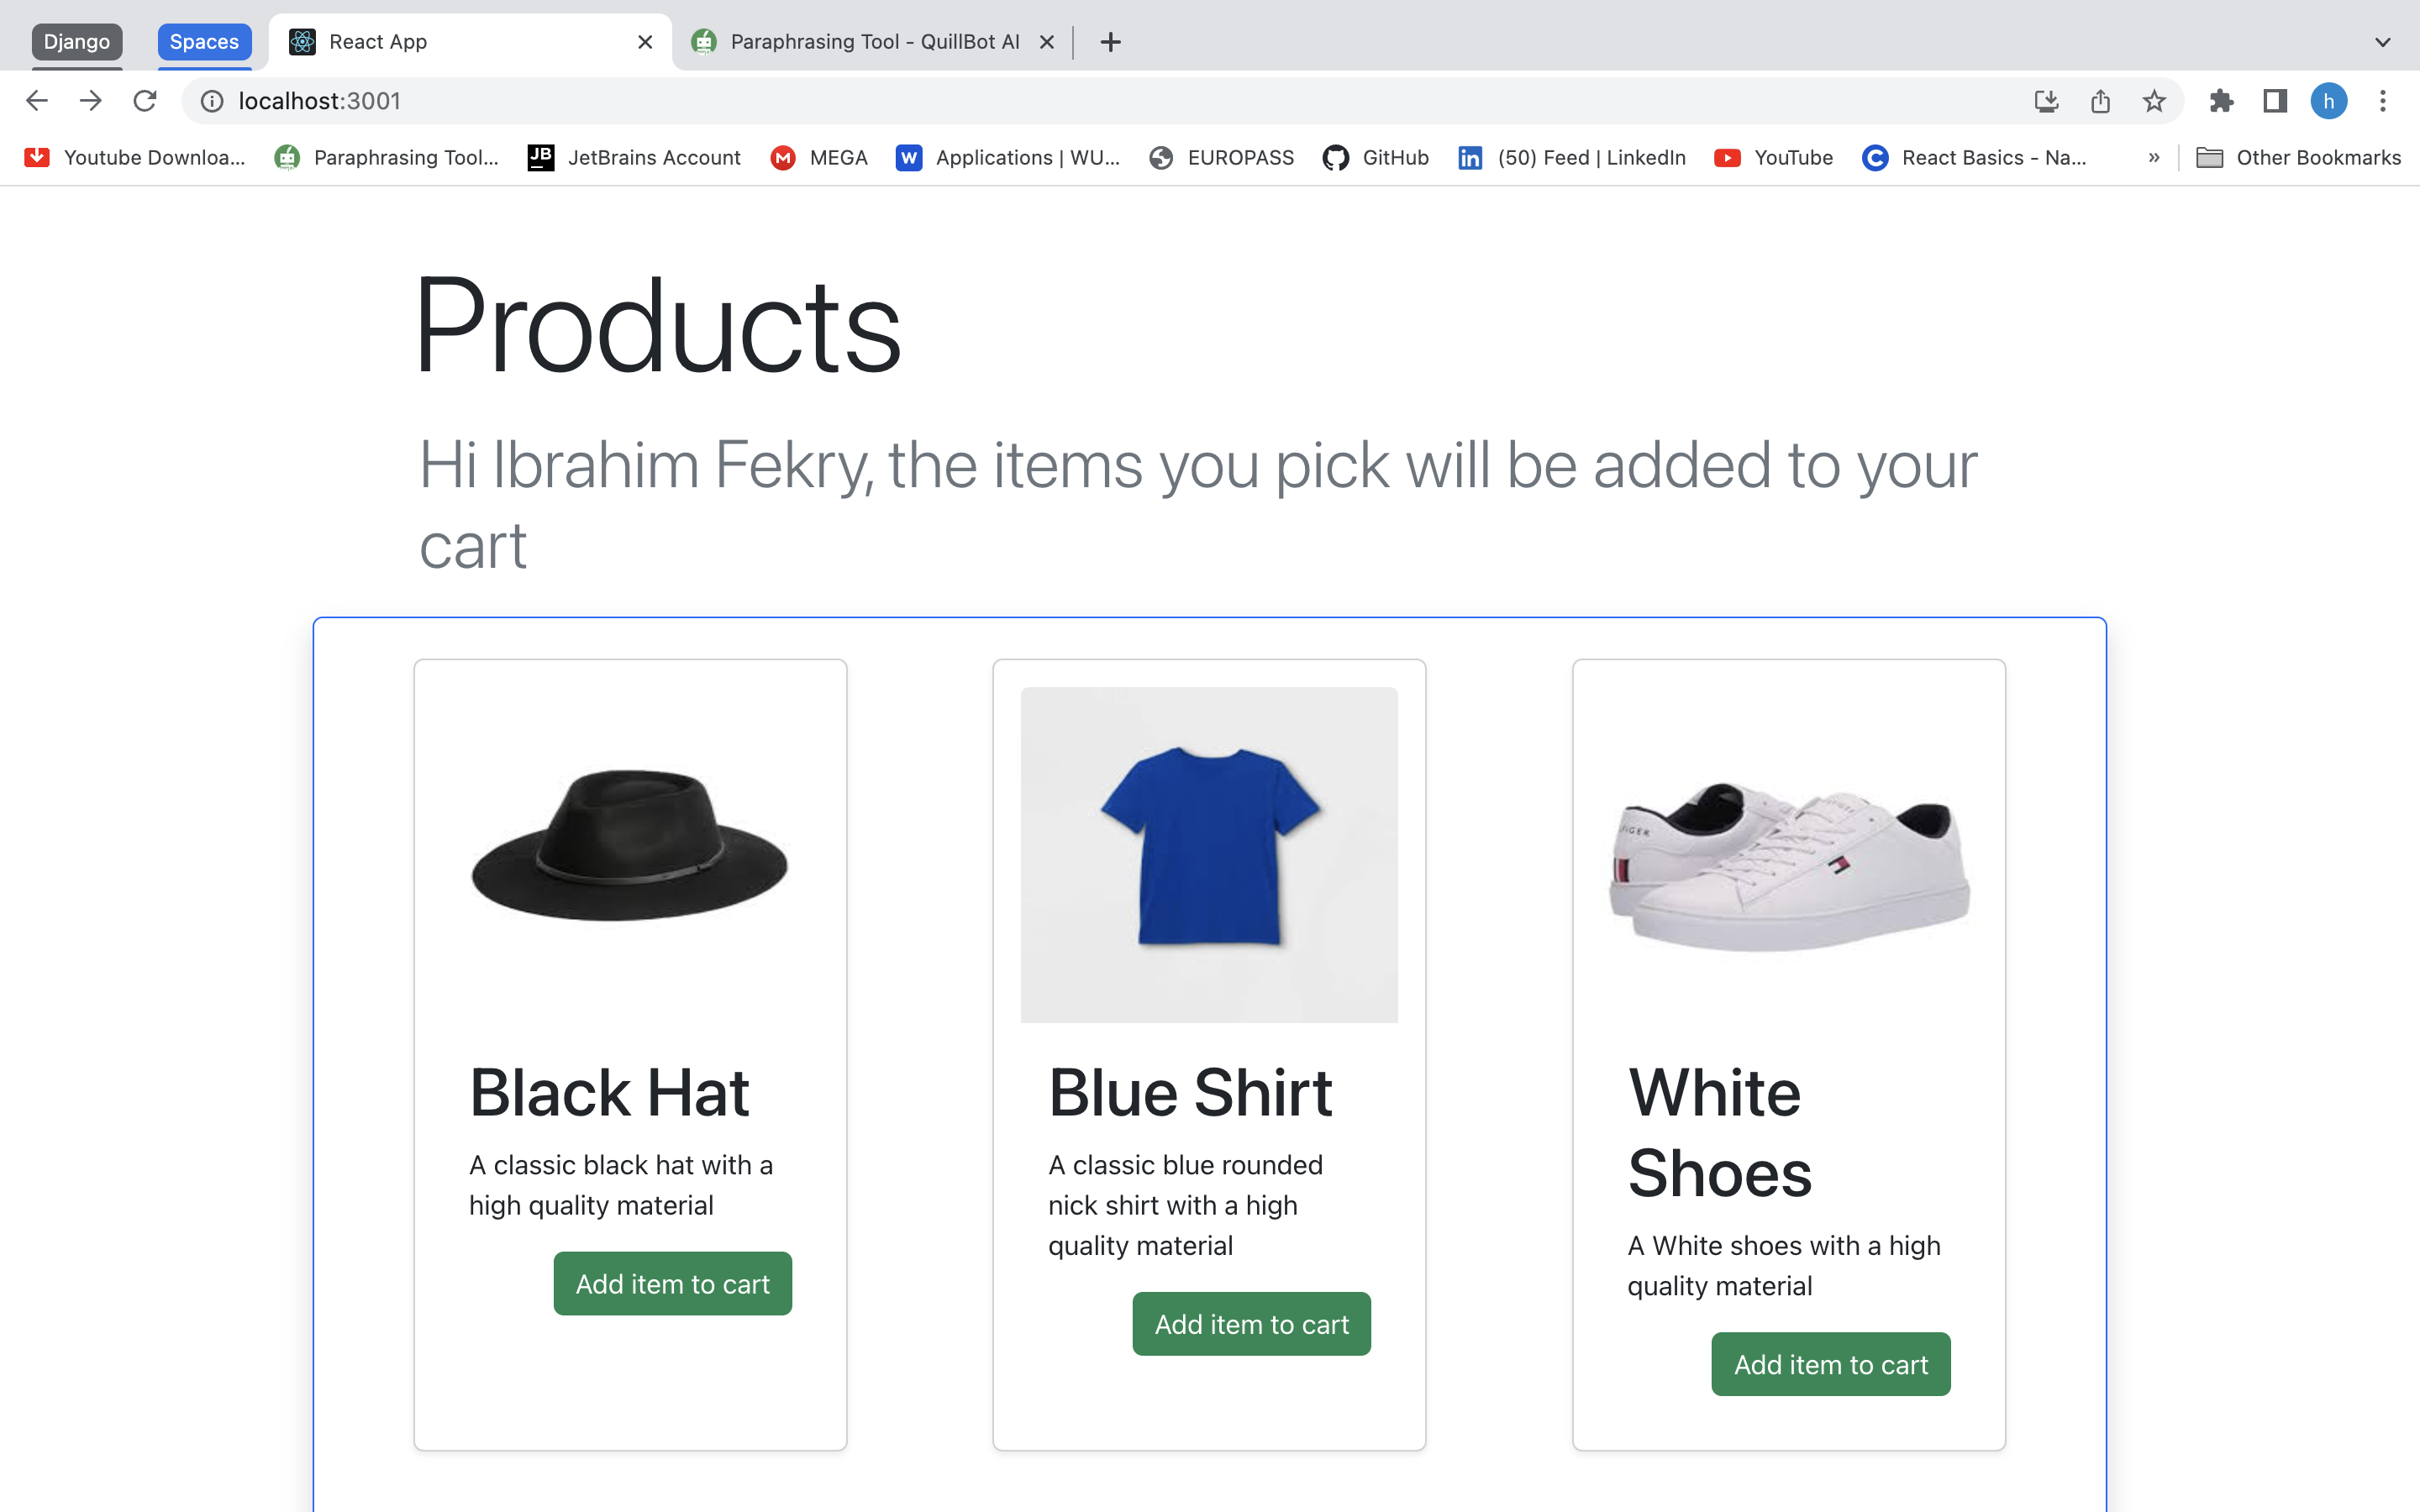 Django
Spaces
React App
Paraphrasing Tool - QuillBot AI
localhost:3001
h
Youtube Downloa...
Paraphrasing Tool...
JB
JetBrains Account
M
MEGA
W
Applications | WU...
EUROPASS
GitHub
in
(50) Feed | LinkedIn
YouTube
C
React Basics - Na...
»
Other Bookmarks
Products
Hi Ibrahim Fekry, the items you pick will be added to your
cart
Black Hat
A classic black hat with a
high quality material
Add item to cart
Blue Shirt
A classic blue rounded
nick shirt with a high
quality material
Add item to cart
White
Shoes
A White shoes with a high
quality material
Add item to cart